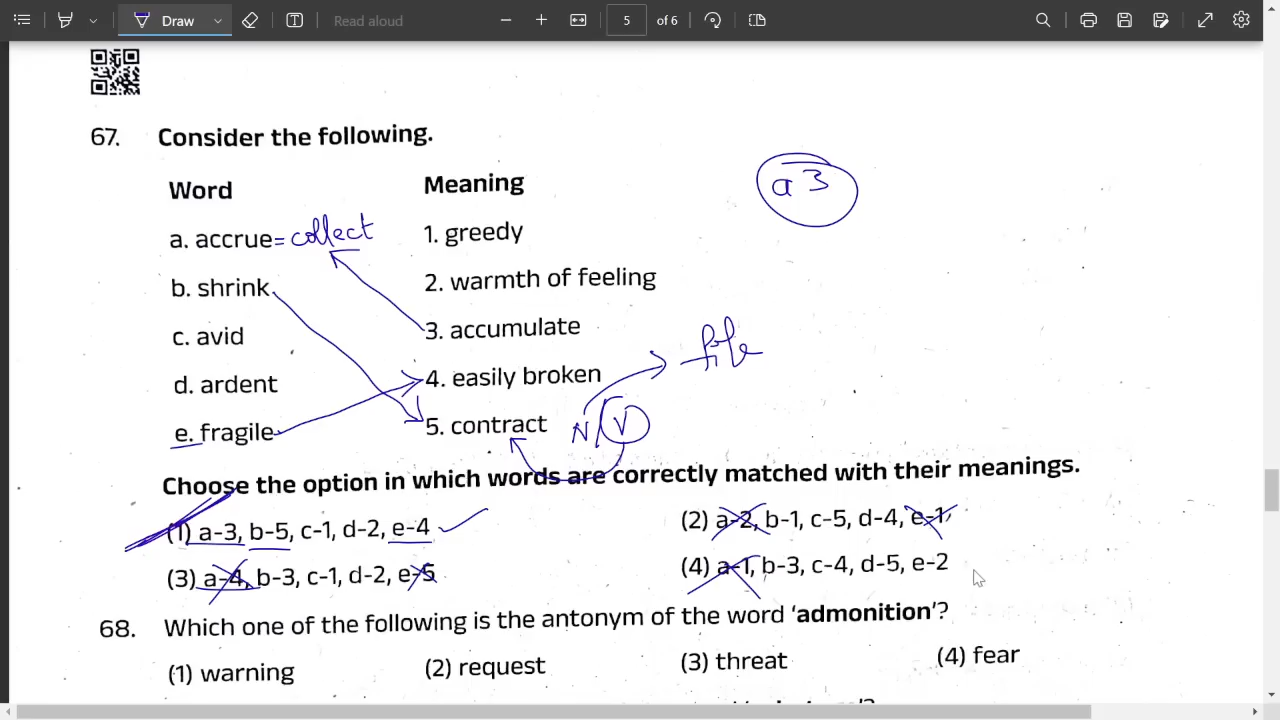 Draw Read aloud 5 of 6
67. Consider the following.
Word Meaning
a3
a. accrue = collect 1. greedy
b. shrink 2. warmth of feeling
c. avid 3. accumulate
d. ardent 4. easily broken
e. fragile 5. contract N/V
Choose the option in which words are correctly matched with their meanings.
(1) a-3, b-5, c-1, d-2, e-4 (2) a-2, b-1, c-5, d-4, e-1
(3) a-4, b-3, c-1, d-2, e-5 (4) a-1, b-3, c-4, d-5, e-2
68. Which one of the following is the antonym of the word ‘admonition’?
(1) warning (2) request (3) threat (4) fear